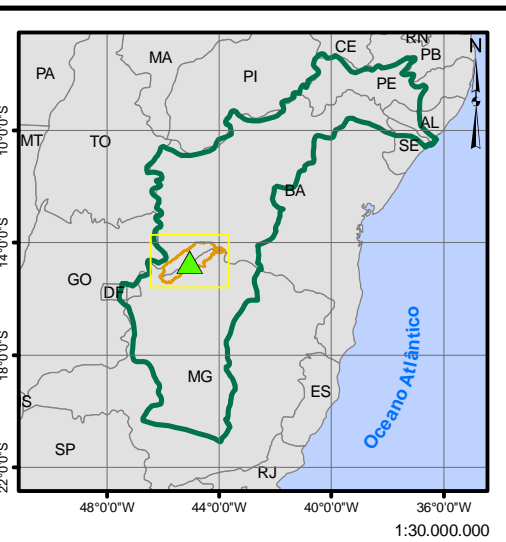 CE
RN
N
MA
PB
PA
PI
PE
AL
10°0'0"S
MT
TO
SE
BA
14°0'0"S
GO
DF
Oceano Atlântico
18°0'0"S
MG
ES
S
SP
RJ
22°0'0"S
48°0'0"W
44°0'0"W
40°0'0"W
36°0'0"W
1:30.000.000